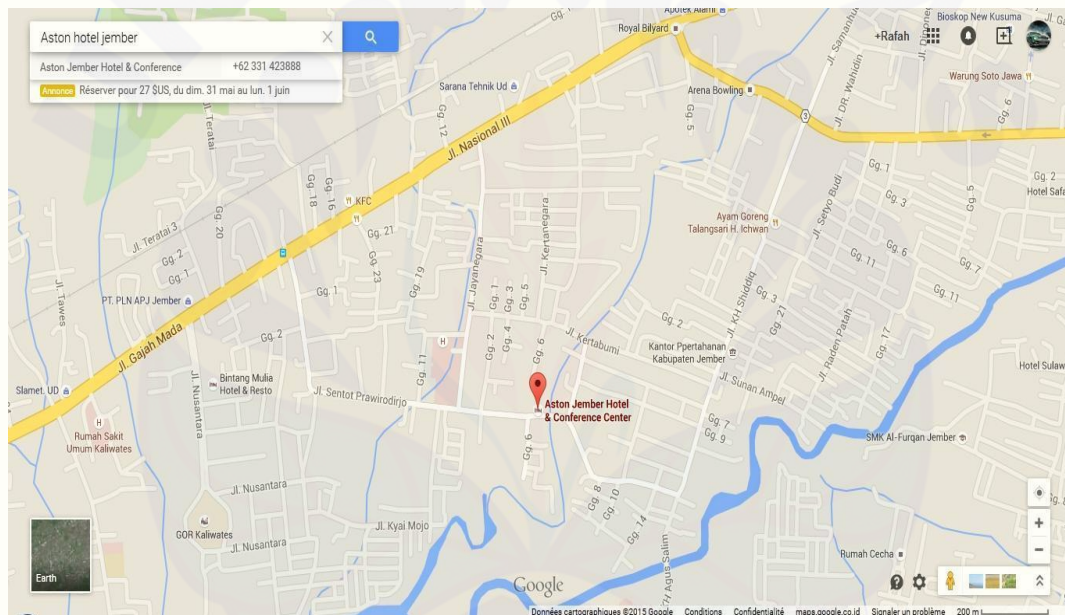 Aston hotel jember
Aston Jember Hotel & Conference +62 331 423888
Annonce Réserver pour 27 $US, du dim. 31 mai au lun. 1 juin
Gg. 1
Apotek Alami
Royal Bilyard
+Rafah
Bioskop New Kusuma
Warung Soto Jawa
Jl. Samanhudi
Jl. DR. Wahidin
Sarana Tehnik Ud
Arena Bowling
3
Gg. 12
Gg. 5
Gg. 6
Jl. Nasional III
Jl. Teratai
Gg. 18
Gg. 16
KFC
Gg. 20
Gg. 21
Jl. Teratai 3
Gg. 2
Gg. 1
Gg. 23
Gg. 19
Jl. Jayanegara
Jl. Kertanegara
Ayam Goreng
Talangsari H. Ichwan
Jl. Setyo Budi
Gg. 1
Gg. 3
Gg. 2
Gg. 5
Gg. 6
Gg. 11
Gg. 7
Gg. 11
Jl. Tawes
PT. PLN APJ Jember
Gg. 1
Gg. 1
Gg. 3
Gg. 5
Jl. KH Shiddiq
Gg. 3
Gg. 21
Jl. Gajah Mada
Gg. 2
Gg. 11
H
Gg. 2
Gg. 4
Gg. 6
Jl. Kertabumi
Gg. 2
Kantor Ppertahanan
Kabupaten Jember
Jl. Raden Patah
Gg. 17
Slamet. UD
Jl. Nusantara
Bintang Mulia
Hotel & Resto
Jl. Sentot Prawirodirjo
Jl. Sunan Ampel
Aston Jember Hotel
& Conference Center
H
Rumah Sakit
Umum Kaliwates
Gg. 6
Gg. 7
Gg. 9
SMK Al-Furqan Jember
Jl. Nusantara
Gg. 8
Gg. 10
Gg. 14
GOR Kaliwates
Jl. Kyai Mojo
Jl. Nusantara
Earth
Rumah Cecha
Google
Données cartographiques ©2015 Google Conditions Confidentialité maps.google.co.id Signaler un problème 200 m